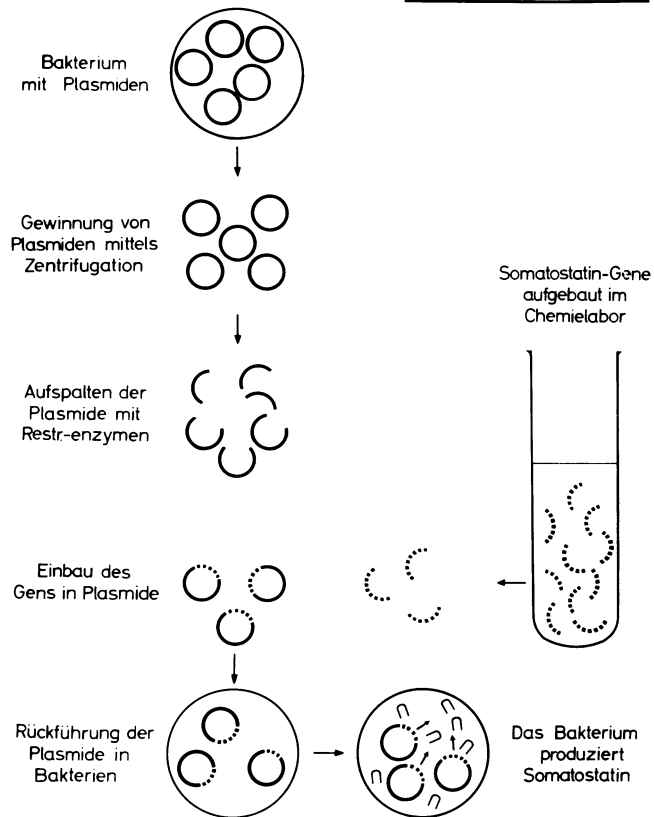 Bakterium
mit Plasmiden
Gewinnung von
Plasmiden mittels
Zentrifugation
Somatostatin-Gene
aufgebaut im
Chemielabor
Aufspalten der
Plasmide mit
Restr.-enzymen
Einbau des
Gens in Plasmide
Rückführung der
Plasmide in
Bakterien
Das Bakterium
produziert
Somatostatin